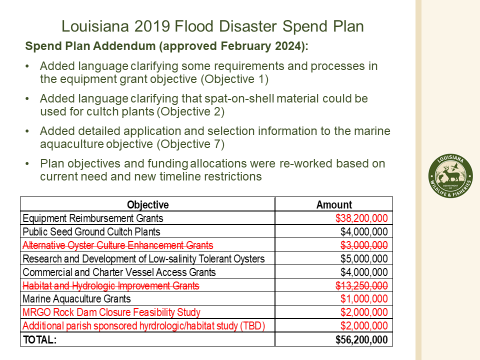 Louisiana 2019 Flood Disaster Spend Plan
Spend Plan Addendum (approved February 2024):
• Added language clarifying some requirements and processes in
the equipment grant objective (Objective 1)
• Added language clarifying that spat-on-shell material could be
used for cultch plants (Objective 2)
• Added detailed application and selection information to the marine
aquaculture objective (Objective 7)
• Plan objectives and funding allocations were re-worked based on
current need and new timeline restrictions
Objective Amount
Equipment Reimbursement Grants $38,200,000
Public Seed Ground Cultch Plants $4,000,000
Alternative Oyster Culture Enhancement Grants $3,000,000
Research and Development of Low-salinity Tolerant Oysters $5,000,000
Commercial and Charter Vessel Access Grants $4,000,000
Habitat and Hydrologic Improvement Grants $13,250,000
Marine Aquaculture Grants $1,000,000
MRGO Rock Dam Closure Feasibility Study $2,000,000
Additional parish sponsored hyrdrologic/habitat study (TBD) $2,000,000
TOTAL: $56,200,000
LOUISIANA
WILDLIFE & FISHERIES